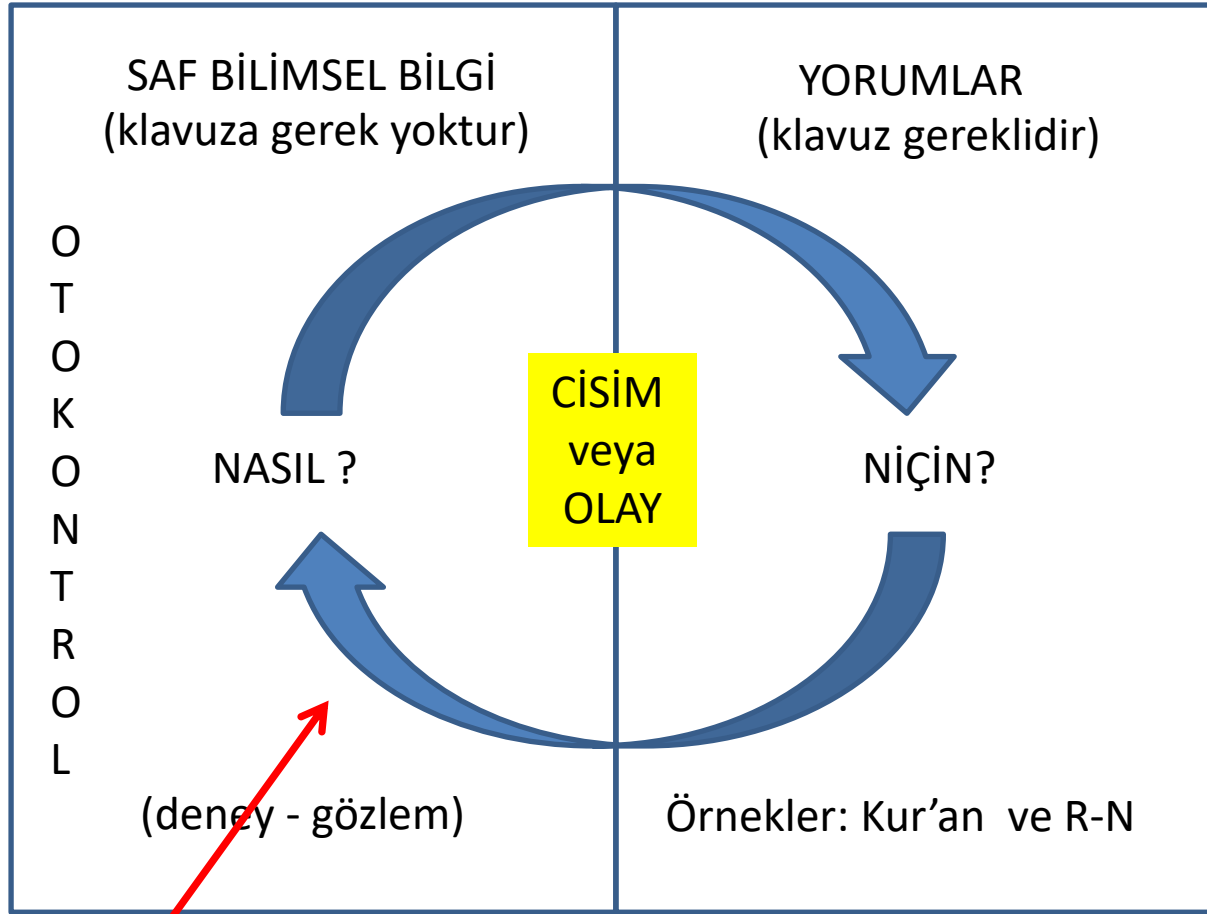 SAF BİLİMSEL BİLGİ
(klavuza gerek yoktur)
YORUMLAR
(klavuz gereklidir)
O
T
O
K
O
N
T
R
O
L
NASIL ?
CİSİM
veya
OLAY
NİÇİN?
(deney - gözlem)
Örnekler: Kur’an ve R-N